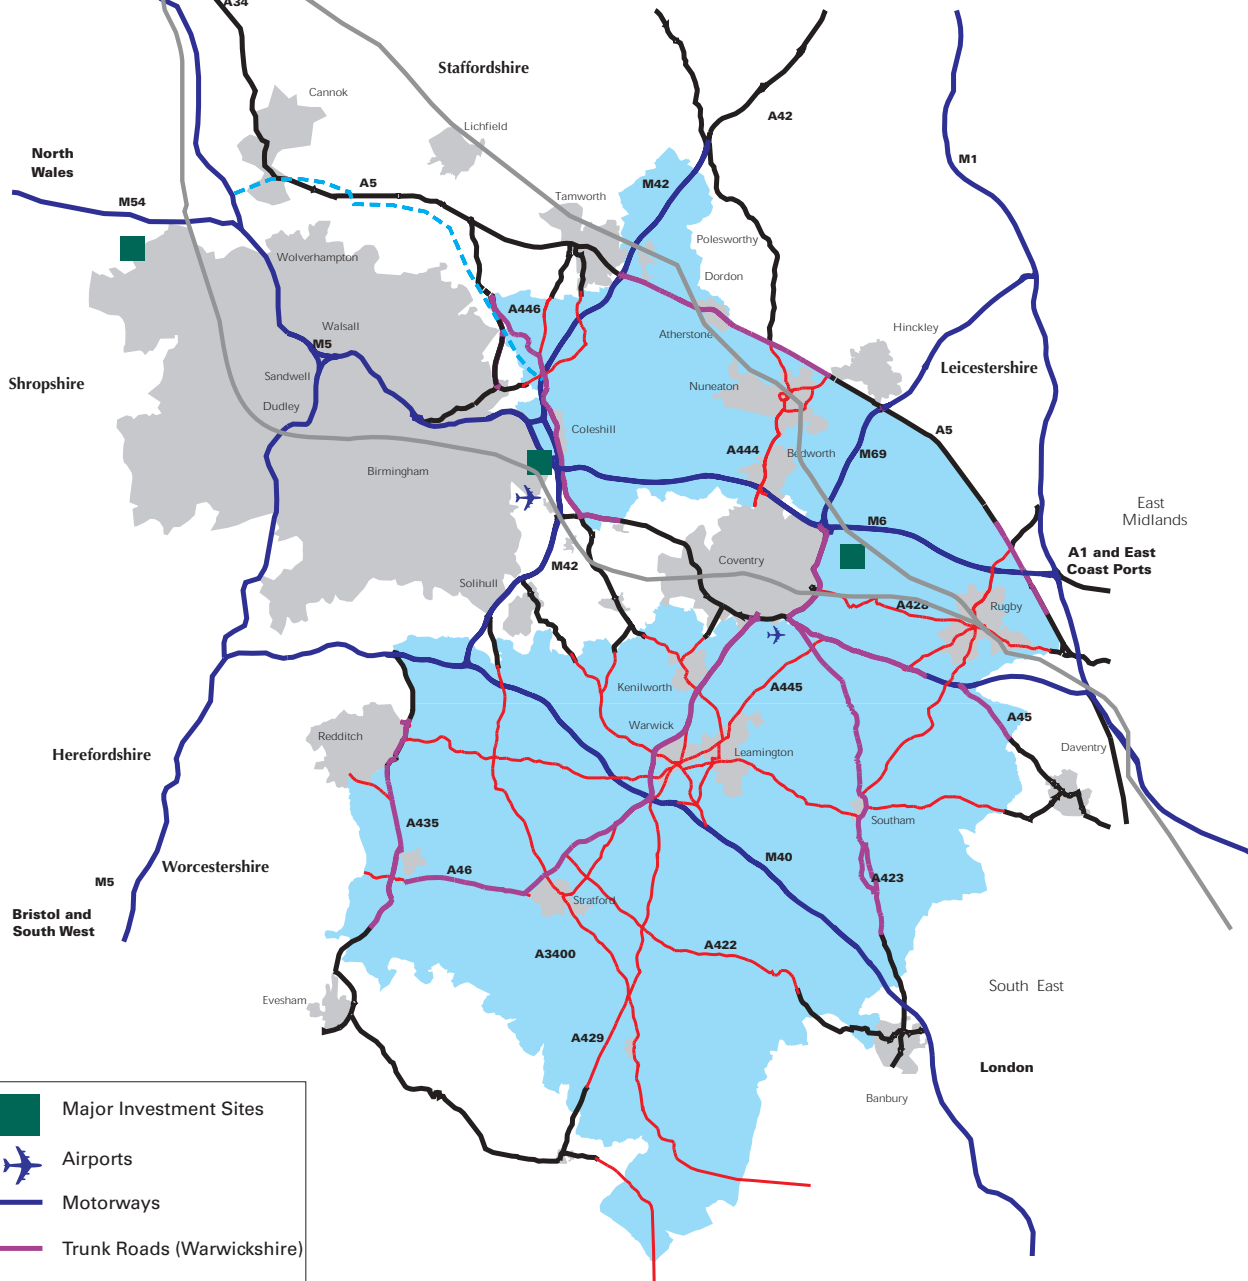 A34
Staffordshire
Cannok
Lichfield
A42
North
Wales
M1
A5
M42
M54
Tamworth
Polesworthy
Wolverhampton
Dordon
A446
Walsall
Hinckley
Atherstone
M5
Leicestershire
Sandwell
Shropshire
Nuneaton
Dudley
Coleshill
A5
A444
Bedworth
M69
Birmingham
East
Midlands
M6
A1 and East
Coast Ports
Coventry
M42
Solihull
A428
Rugby
Kenilworth
A445
Warwick
A45
Redditch
Leamington
Daventry
Herefordshire
A435
Southam
M40
Worcestershire
A46
A423
M5
Stratford
Bristol and
South West
A422
A3400
South East
Evesham
A429
London
Banbury
Major Investment Sites
Airports
Motorways
Trunk Roads (Warwickshire)